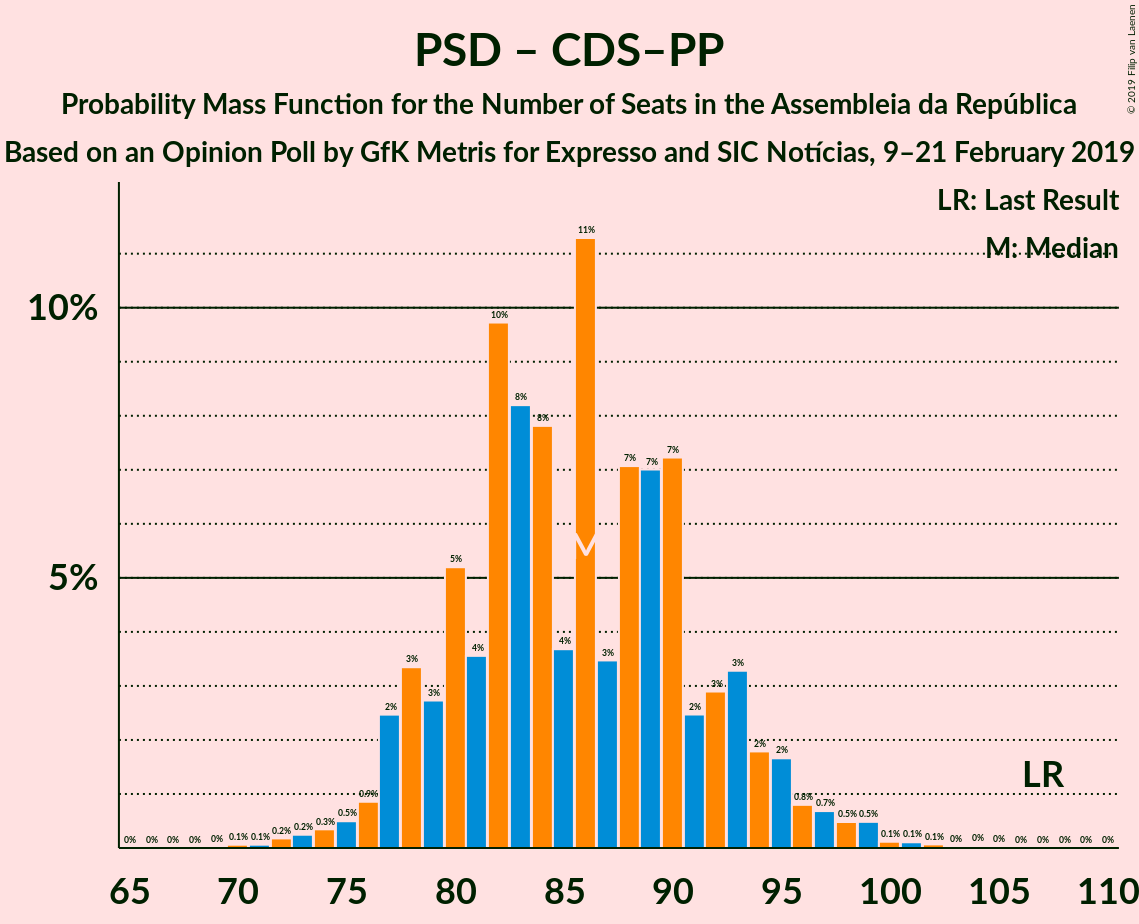 PSD – CDS–PP
Probability Mass Function for the Number of Seats in the Assembleia da República
Based on an Opinion Poll by GfK Metris for Expresso and SIC Notícias, 9–21 February 2019
© 2019 Filip van Laenen
LR: Last Result
M: Median
10%
5%
0% 0% 0% 0% 0% 0.1% 0.1% 0.2% 0.2% 0.3% 0.5% 0.9% 2% 3% 3% 5% 4% 10% 8% 8% 4% 11% 3% 7% 7% 7% 2% 3% 3% 2% 2% 0.8% 0.7% 0.5% 0.5% 0.1% 0.1% 0.1% 0% 0% 0% 0% 0% 0% 0% 0%
M
LR
65 70 75 80 85 90 95 100 105 110